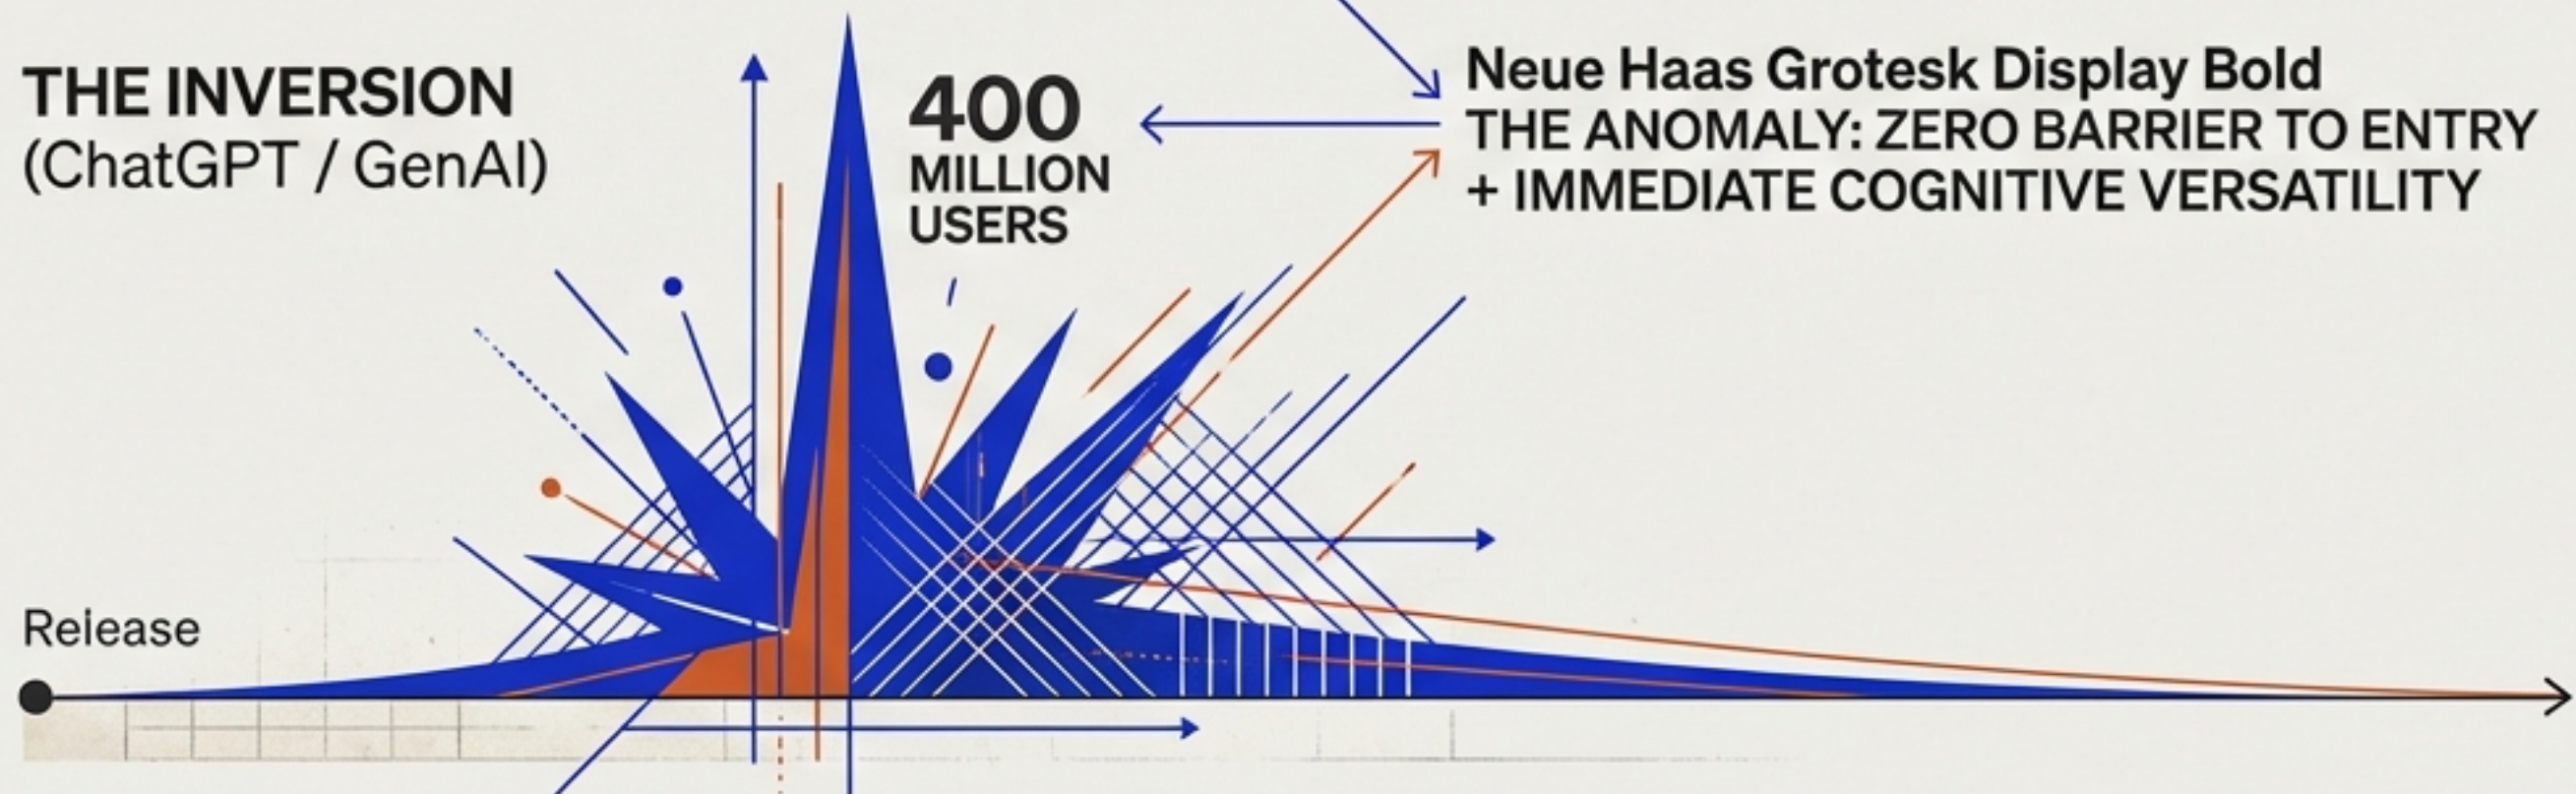 THE INVERSION
(ChatGPT / GenAI)
400
MILLION
USERS
Neue Haas Grotesk Display Bold
THE ANOMALY: ZERO BARRIER TO ENTRY
+ IMMEDIATE COGNITIVE VERSATILITY
Release